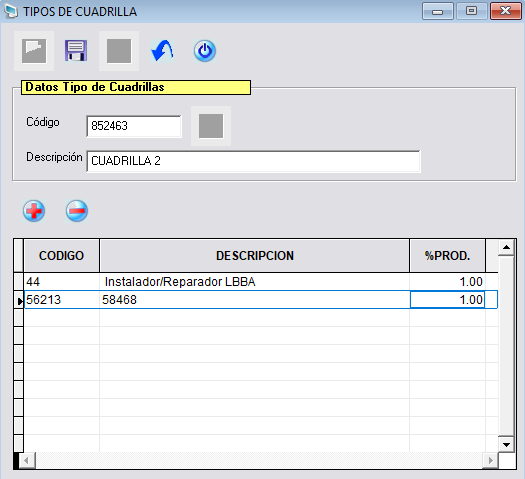 TIPOS DE CUADRILLA
Datos Tipo de Cuadrillas
Código 852463
Descripción CUADRILLA 2
CODIGO DESCRIPCION %PROD.
44 Instalador/Reparador LBBA 1.00
56213 58468 1.00